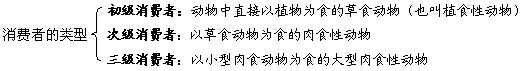 初级消费者：动物中直接以植物为食的草食动物（也叫植食性动物）
消费者的类型
次级消费者：以草食动物为食的肉食性动物
三级消费者：以小型肉食动物为食的大型肉食性动物